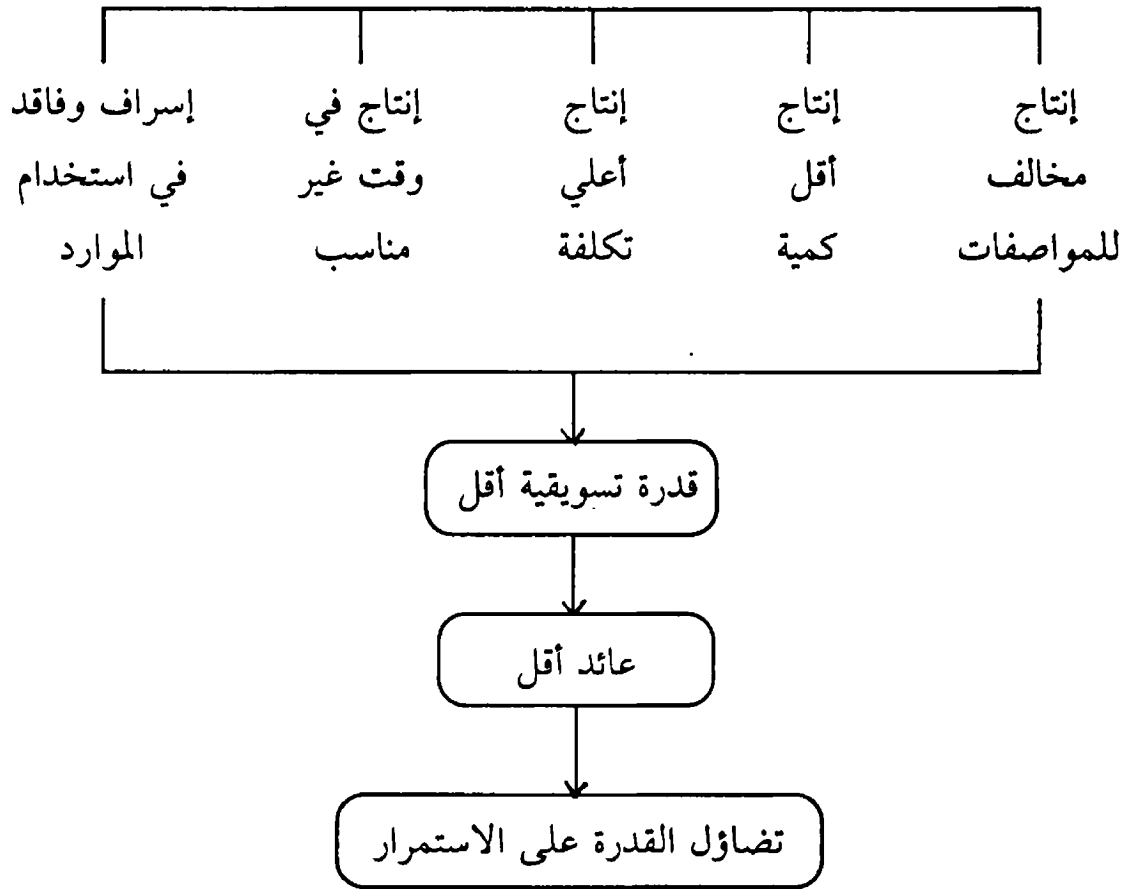 إنتاج
مخالف
للمواصفات
إنتاج
أقل
كمية
إنتاج
أعلي
تكلفة
إنتاج في
وقت غير
مناسب
إسراف وفاقد
في استخدام
الموارد
قدرة تسويقية أقل
عائد أقل
تضاؤل القدرة على الاستمرار